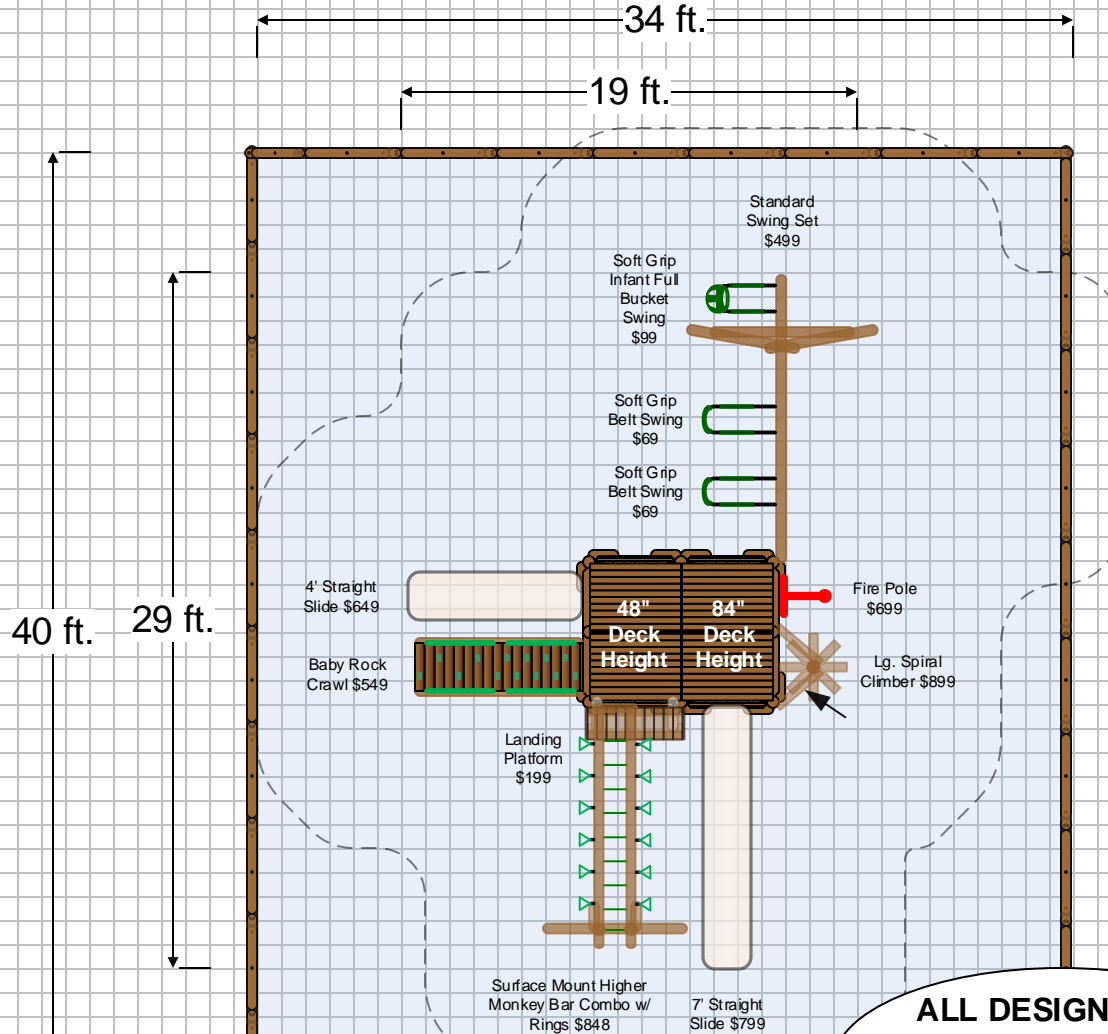 34 ft.
19 ft.
Standard
Swing Set
$499
Soft Grip
Infant Full
Bucket
Swing
$99
Soft Grip
Belt Swing
$69
Soft Grip
Belt Swing
$69
4' Straight
Slide $649
48"
Deck
Height
84"
Deck
Height
Fire Pole
$699
40 ft.
29 ft.
Baby Rock
Crawl $549
Lg. Spiral
Climber $899
Landing
Platform
$199
Surface Mount Higher
Monkey Bar Combo w/
Rings $848
7' Straight
Slide $799
ALL DESIGN